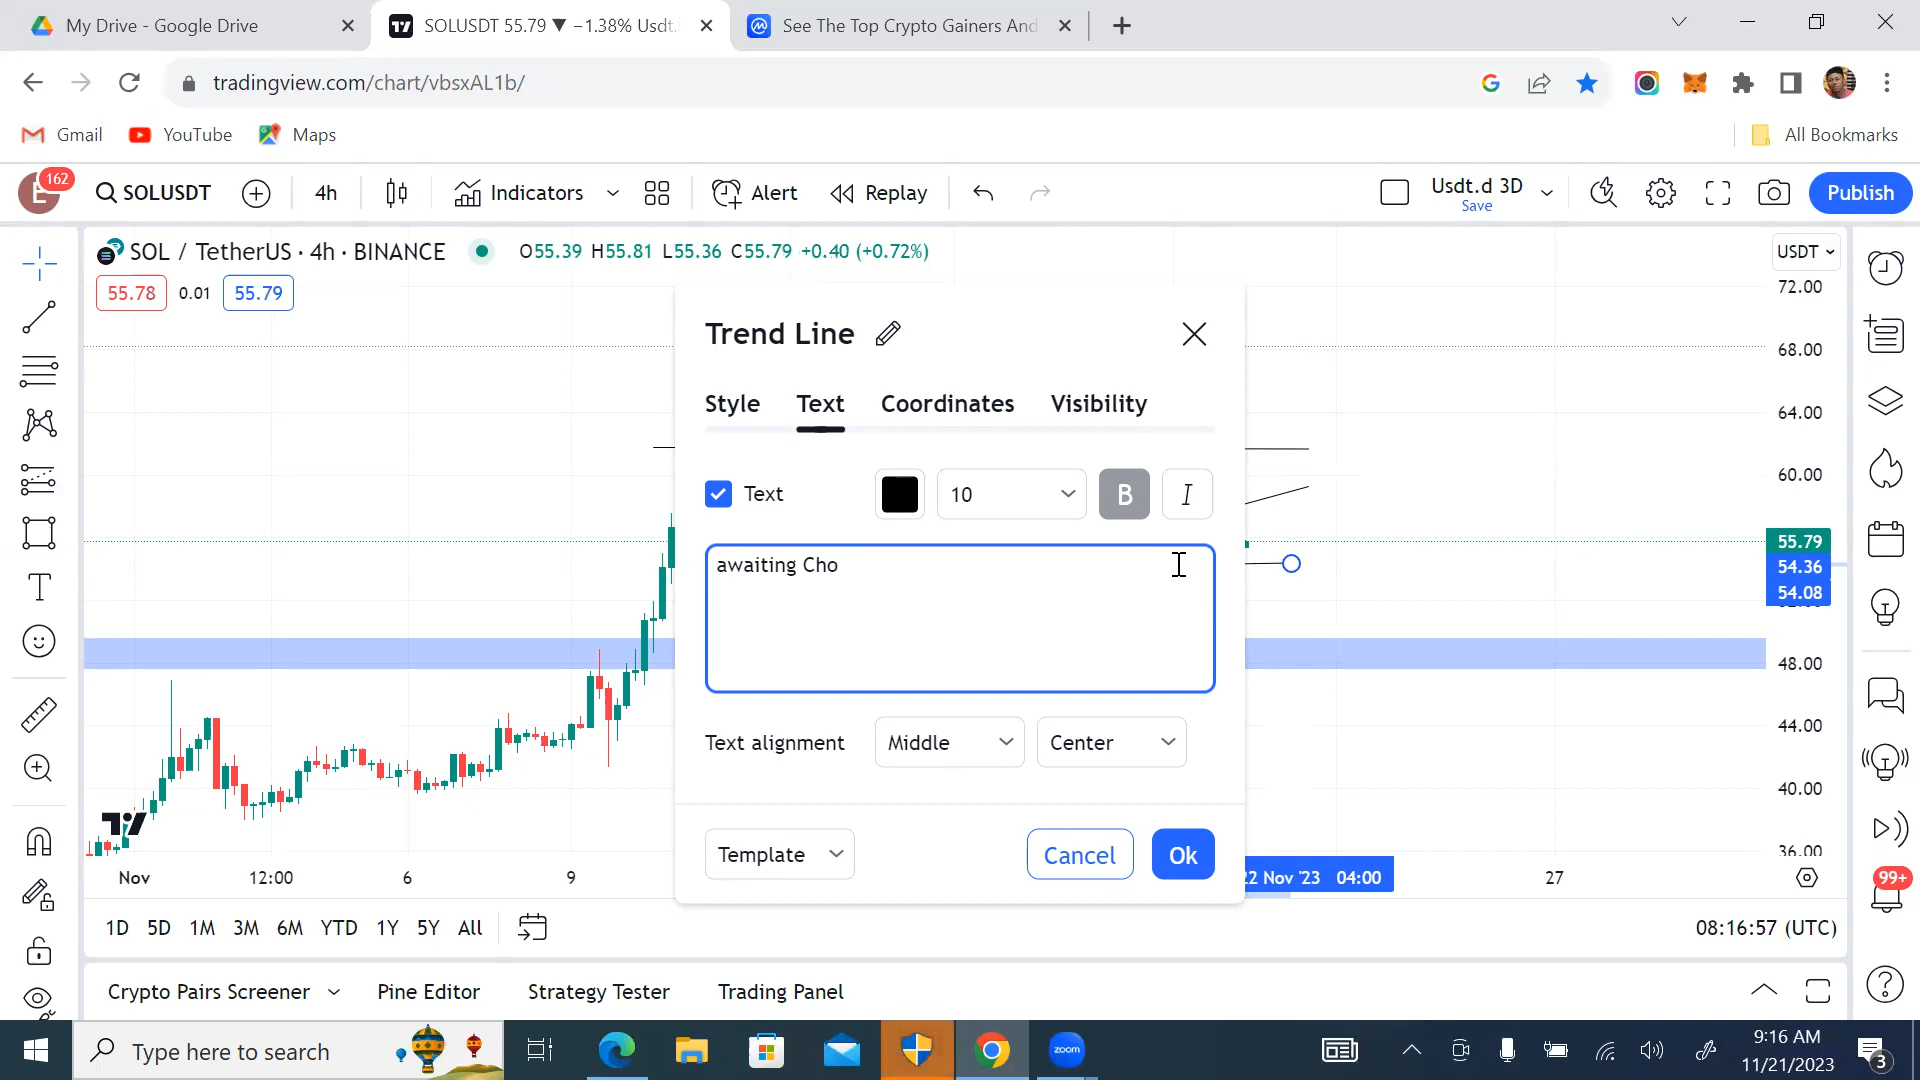 My Drive - Google Drive
SOLUSDT 55.79 ▼ −1.38% Usdt.
See The Top Crypto Gainers And
tradingview.com/chart/vbsxAL1b/
Gmail
YouTube
Maps
All Bookmarks
E
162
SOLUSDT
4h
Indicators
Alert
Replay
Usdt.d 3D
Save
Publish
SOL / TetherUS · 4h · BINANCE
O55.39 H55.81 L55.36 C55.79 +0.40 (+0.72%)
USDT
55.78
0.01
55.79
72.00
68.00
64.00
60.00
55.79
54.36
54.08
48.00
44.00
40.00
36.00
Trend Line
Style
Text
Coordinates
Visibility
Text
10
B
I
awaiting Cho
Text alignment
Middle
Center
Template
Cancel
Ok
Nov
12:00
6
9
22 Nov '23 04:00
27
99+
1D
5D
1M
3M
6M
YTD
1Y
5Y
All
08:16:57 (UTC)
Crypto Pairs Screener
Pine Editor
Strategy Tester
Trading Panel
Type here to search
zoom
9:16 AM
11/21/2023
3